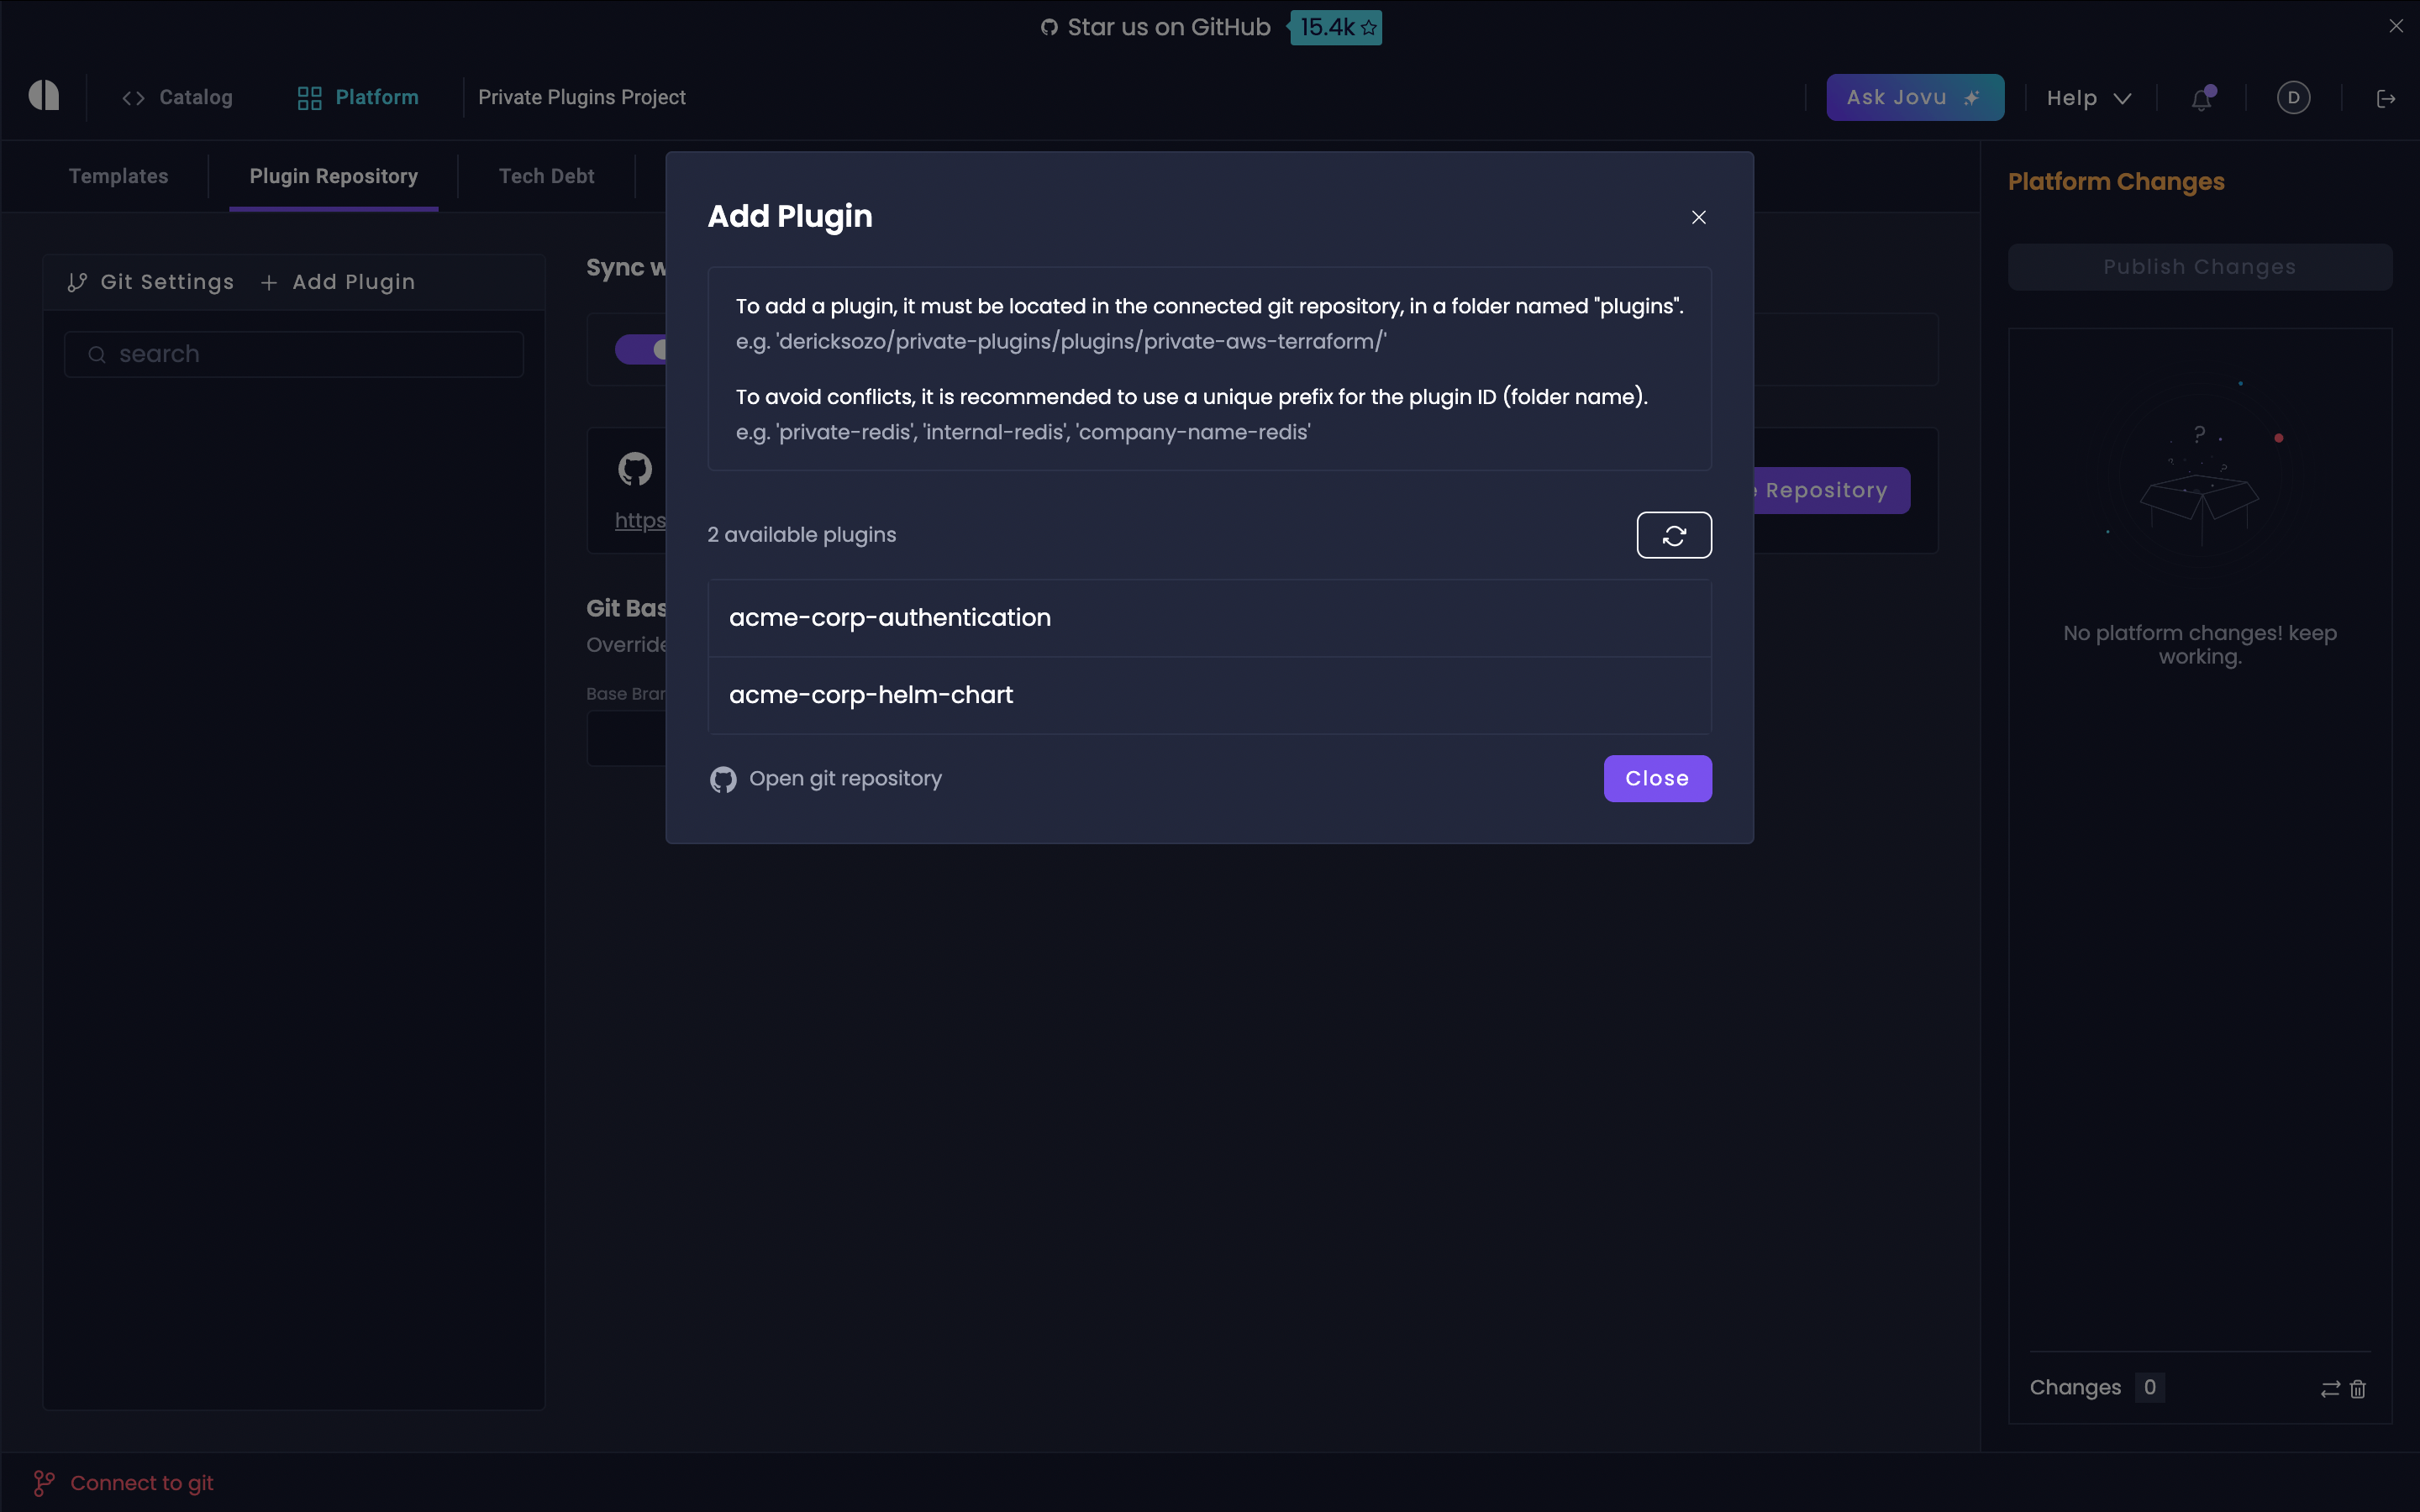 Star us on GitHub 15.4k
Catalog
Platform
Private Plugins Project
Ask Jovu
Help
D
Templates
Plugin Repository
Tech Debt
Platform Changes
Publish Changes
Git Settings
Add Plugin
search
Sync
https
Repository
Git
Override
Base
Add Plugin
To add a plugin, it must be located in the connected git repository, in a folder named "plugins".
e.g. 'dericksozo/private-plugins/plugins/private-aws-terraform/'
To avoid conflicts, it is recommended to use a unique prefix for the plugin ID (folder name).
e.g. 'private-redis', 'internal-redis', 'company-name-redis'
2 available plugins
acme-corp-authentication
acme-corp-helm-chart
Open git repository
Close
No platform changes! keep
working.
Changes 0
Connect to git